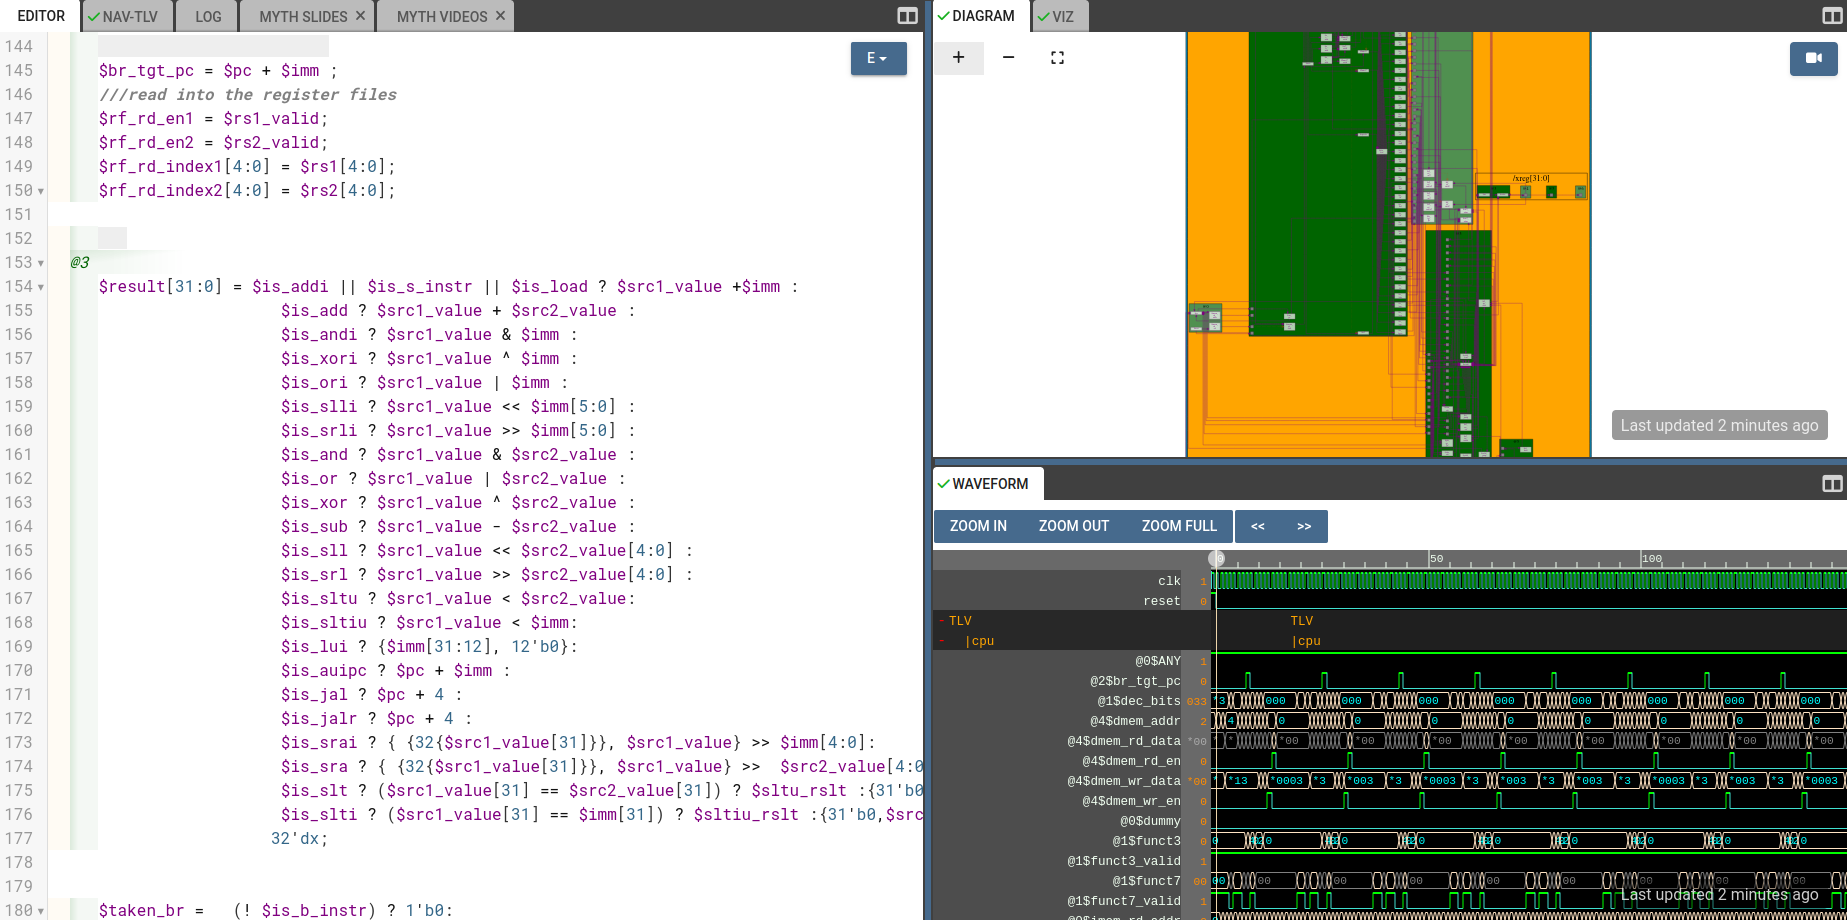 EDITOR
NAV-TLV
LOG
MYTH SLIDES ×
MYTH VIDEOS ×
E
144
145 $br_tgt_pc = $pc + $imm ;
146 ///read into the register files
147 $rf_rd_en1 = $rs1_valid;
148 $rf_rd_en2 = $rs2_valid;
149 $rf_rd_index1[4:0] = $rs1[4:0];
150 $rf_rd_index2[4:0] = $rs2[4:0];
151
152
153 @3
154 $result[31:0] = $is_addi || $is_s_instr || $is_load ? $src1_value +$imm :
155 $is_add ? $src1_value + $src2_value :
156 $is_andi ? $src1_value & $imm :
157 $is_xori ? $src1_value ^ $imm :
158 $is_ori ? $src1_value | $imm :
159 $is_slli ? $src1_value << $imm[5:0] :
160 $is_srli ? $src1_value >> $imm[5:0] :
161 $is_and ? $src1_value & $src2_value :
162 $is_or ? $src1_value | $src2_value :
163 $is_xor ? $src1_value ^ $src2_value :
164 $is_sub ? $src1_value - $src2_value :
165 $is_sll ? $src1_value << $src2_value[4:0] :
166 $is_srl ? $src1_value >> $src2_value[4:0] :
167 $is_sltu ? $src1_value < $src2_value:
168 $is_sltiu ? $src1_value < $imm:
169 $is_lui ? {$imm[31:12], 12'b0}:
170 $is_auipc ? $pc + $imm :
171 $is_jal ? $pc + 4 :
172 $is_jalr ? $pc + 4 :
173 $is_srai ? { {32{$src1_value[31]}}, $src1_value} >> $imm[4:0]:
174 $is_sra ? { {32{$src1_value[31]}}, $src1_value} >> $src2_value[4:0
175 $is_slt ? ($src1_value[31] == $src2_value[31]) ? $sltu_rslt :{31'b0
176 $is_slti ? ($src1_value[31] == $imm[31]) ? $sltiu_rslt :{31'b0,$src
177 32'dx;
178
179
180 $taken_br = (! $is_b_instr) ? 1'b0:
DIAGRAM
VIZ
+ −
/xreg[31:0]
Last updated 2 minutes ago
WAVEFORM
ZOOM IN
ZOOM OUT
ZOOM FULL
<<
>>
0 50 100
clk 1
reset 0
- TLV TLV
- |cpu |cpu
@0$ANY 1
@2$br_tgt_pc 0
@1$dec_bits 033 *3 000 000 000 000 000 000 000 000
@4$dmem_addr 2 4 0 0 0 0 0 0 0 0
@4$dmem_rd_data *00 * *00 *00 *00 *00 *00 *00 *00 *00
@4$dmem_rd_en 0
@4$dmem_wr_data *00 *13 *0003 *3 *003 *3 *0003 *3 *003 *3 *003 *3 *0003 *3 *003 *3 *0003
@4$dmem_wr_en 0
@0$dummy 0
@1$funct3 0
@1$funct3_valid 1
@1$funct7 00 00 00 00 00 00 00 00 00
@1$funct7_valid 1
Last updated 2 minutes ago